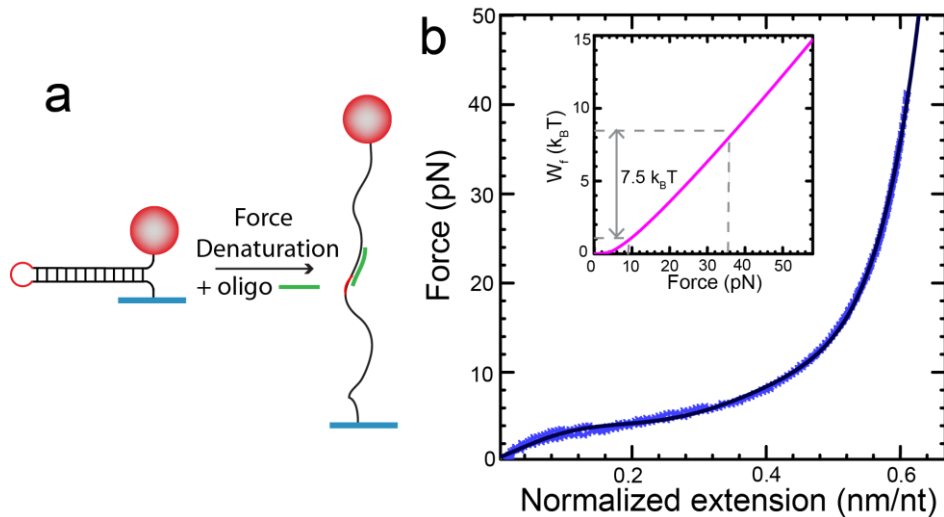 a
Force
Denaturation
+ oligo
b
Force (pN)
50
40
30
20
10
0
0.2
0.4
0.6
Normalized extension (nm/nt)
W_f (k_BT)
15
10
5
0
0
10
20
30
40
50
Force (pN)
7.5 k_BT